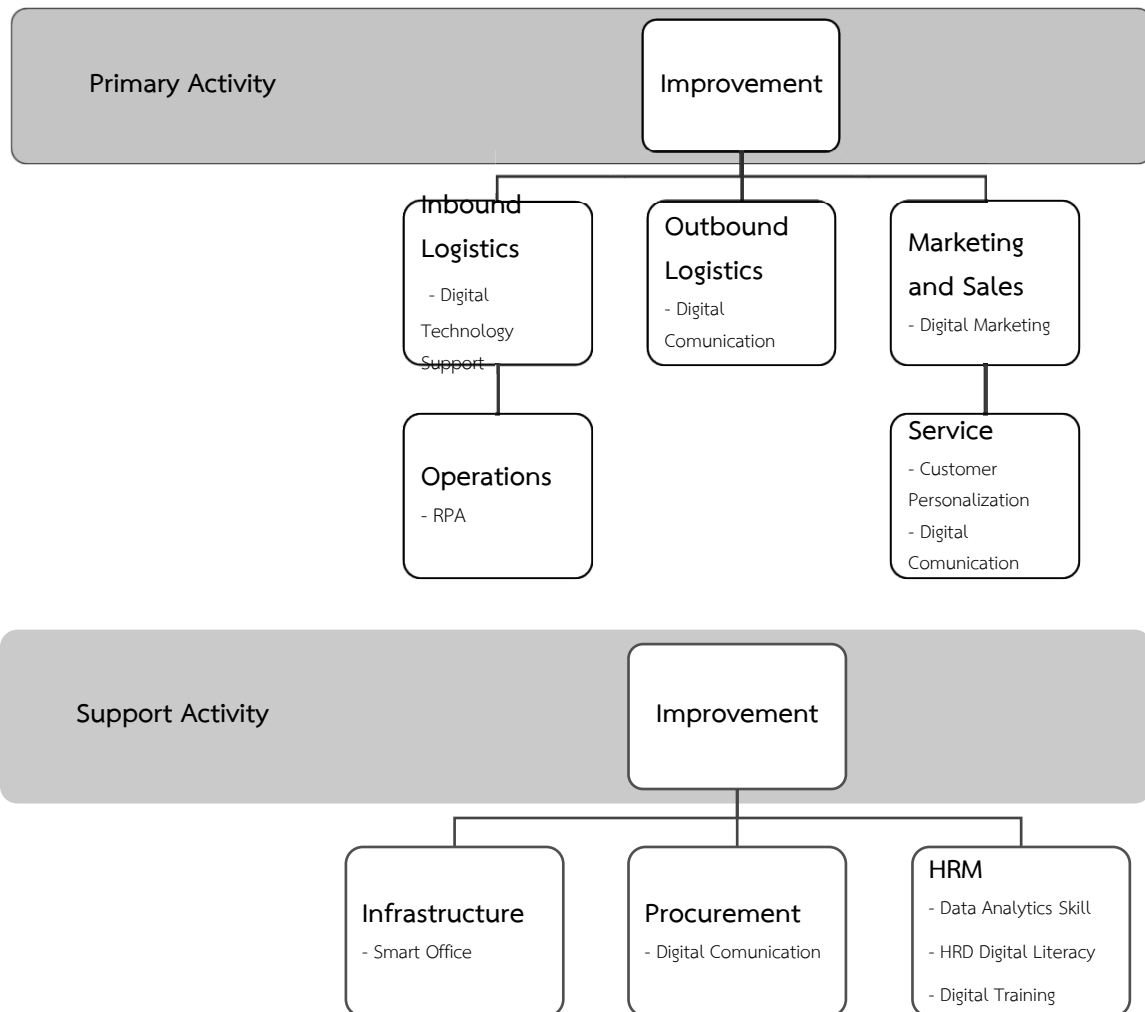 Primary Activity
Improvement
Inbound
Logistics
- Digital
Technology
Support
Outbound
Logistics
- Digital
Comunication
Marketing
and Sales
- Digital Marketing
Operations
- RPA
Service
- Customer
Personalization
- Digital
Comunication
Support Activity
Improvement
Infrastructure
- Smart Office
Procurement
- Digital Comunication
HRM
- Data Analytics Skill
- HRD Digital Literacy
- Digital Training